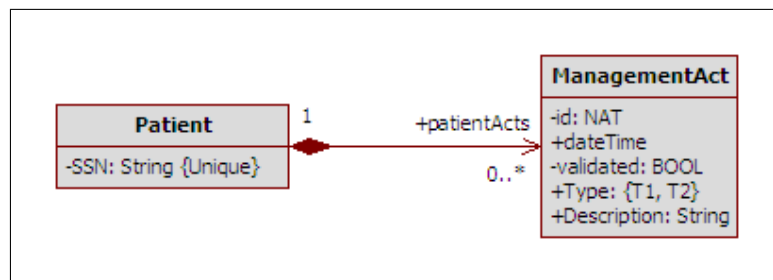 Patient
-SSN: String {Unique}
1
+patientActs
0..*
ManagementAct
-id: NAT
+dateTime
-validated: BOOL
+Type: {T1, T2}
+Description: String